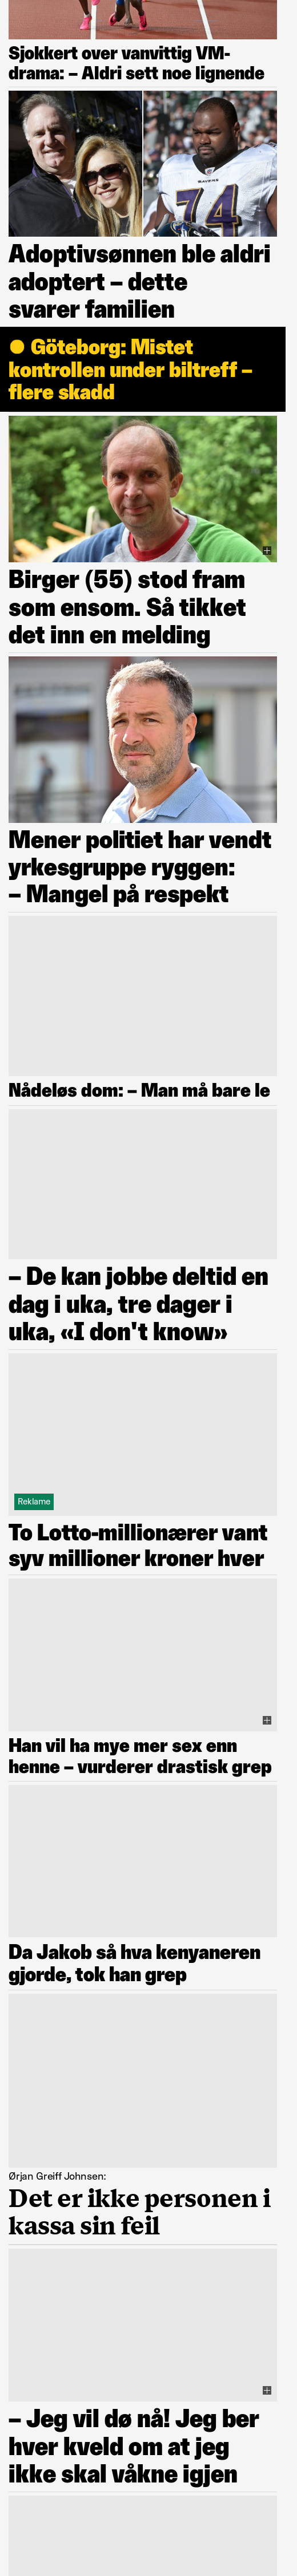 Sjokkert over vanvittig VM-
drama: – Aldri sett noe lignende
RAVENS
74
Adoptivsønnen ble aldri
adoptert – dette
svarer familien
Göteborg: Mistet
kontrollen under biltreff –
flere skadd
Birger (55) stod fram
som ensom. Så tikket
det inn en melding
Mener politiet har vendt
yrkesgruppe ryggen:
– Mangel på respekt
Nådeløs dom: – Man må bare le
– De kan jobbe deltid en
dag i uka, tre dager i
uka, «I don't know»
Reklame
To Lotto-millionærer vant
syv millioner kroner hver
Han vil ha mye mer sex enn
henne – vurderer drastisk grep
Da Jakob så hva kenyaneren
gjorde, tok han grep
Ørjan Greiff Johnsen:
Det er ikke personen i
kassa sin feil
– Jeg vil dø nå! Jeg ber
hver kveld om at jeg
ikke skal våkne igjen